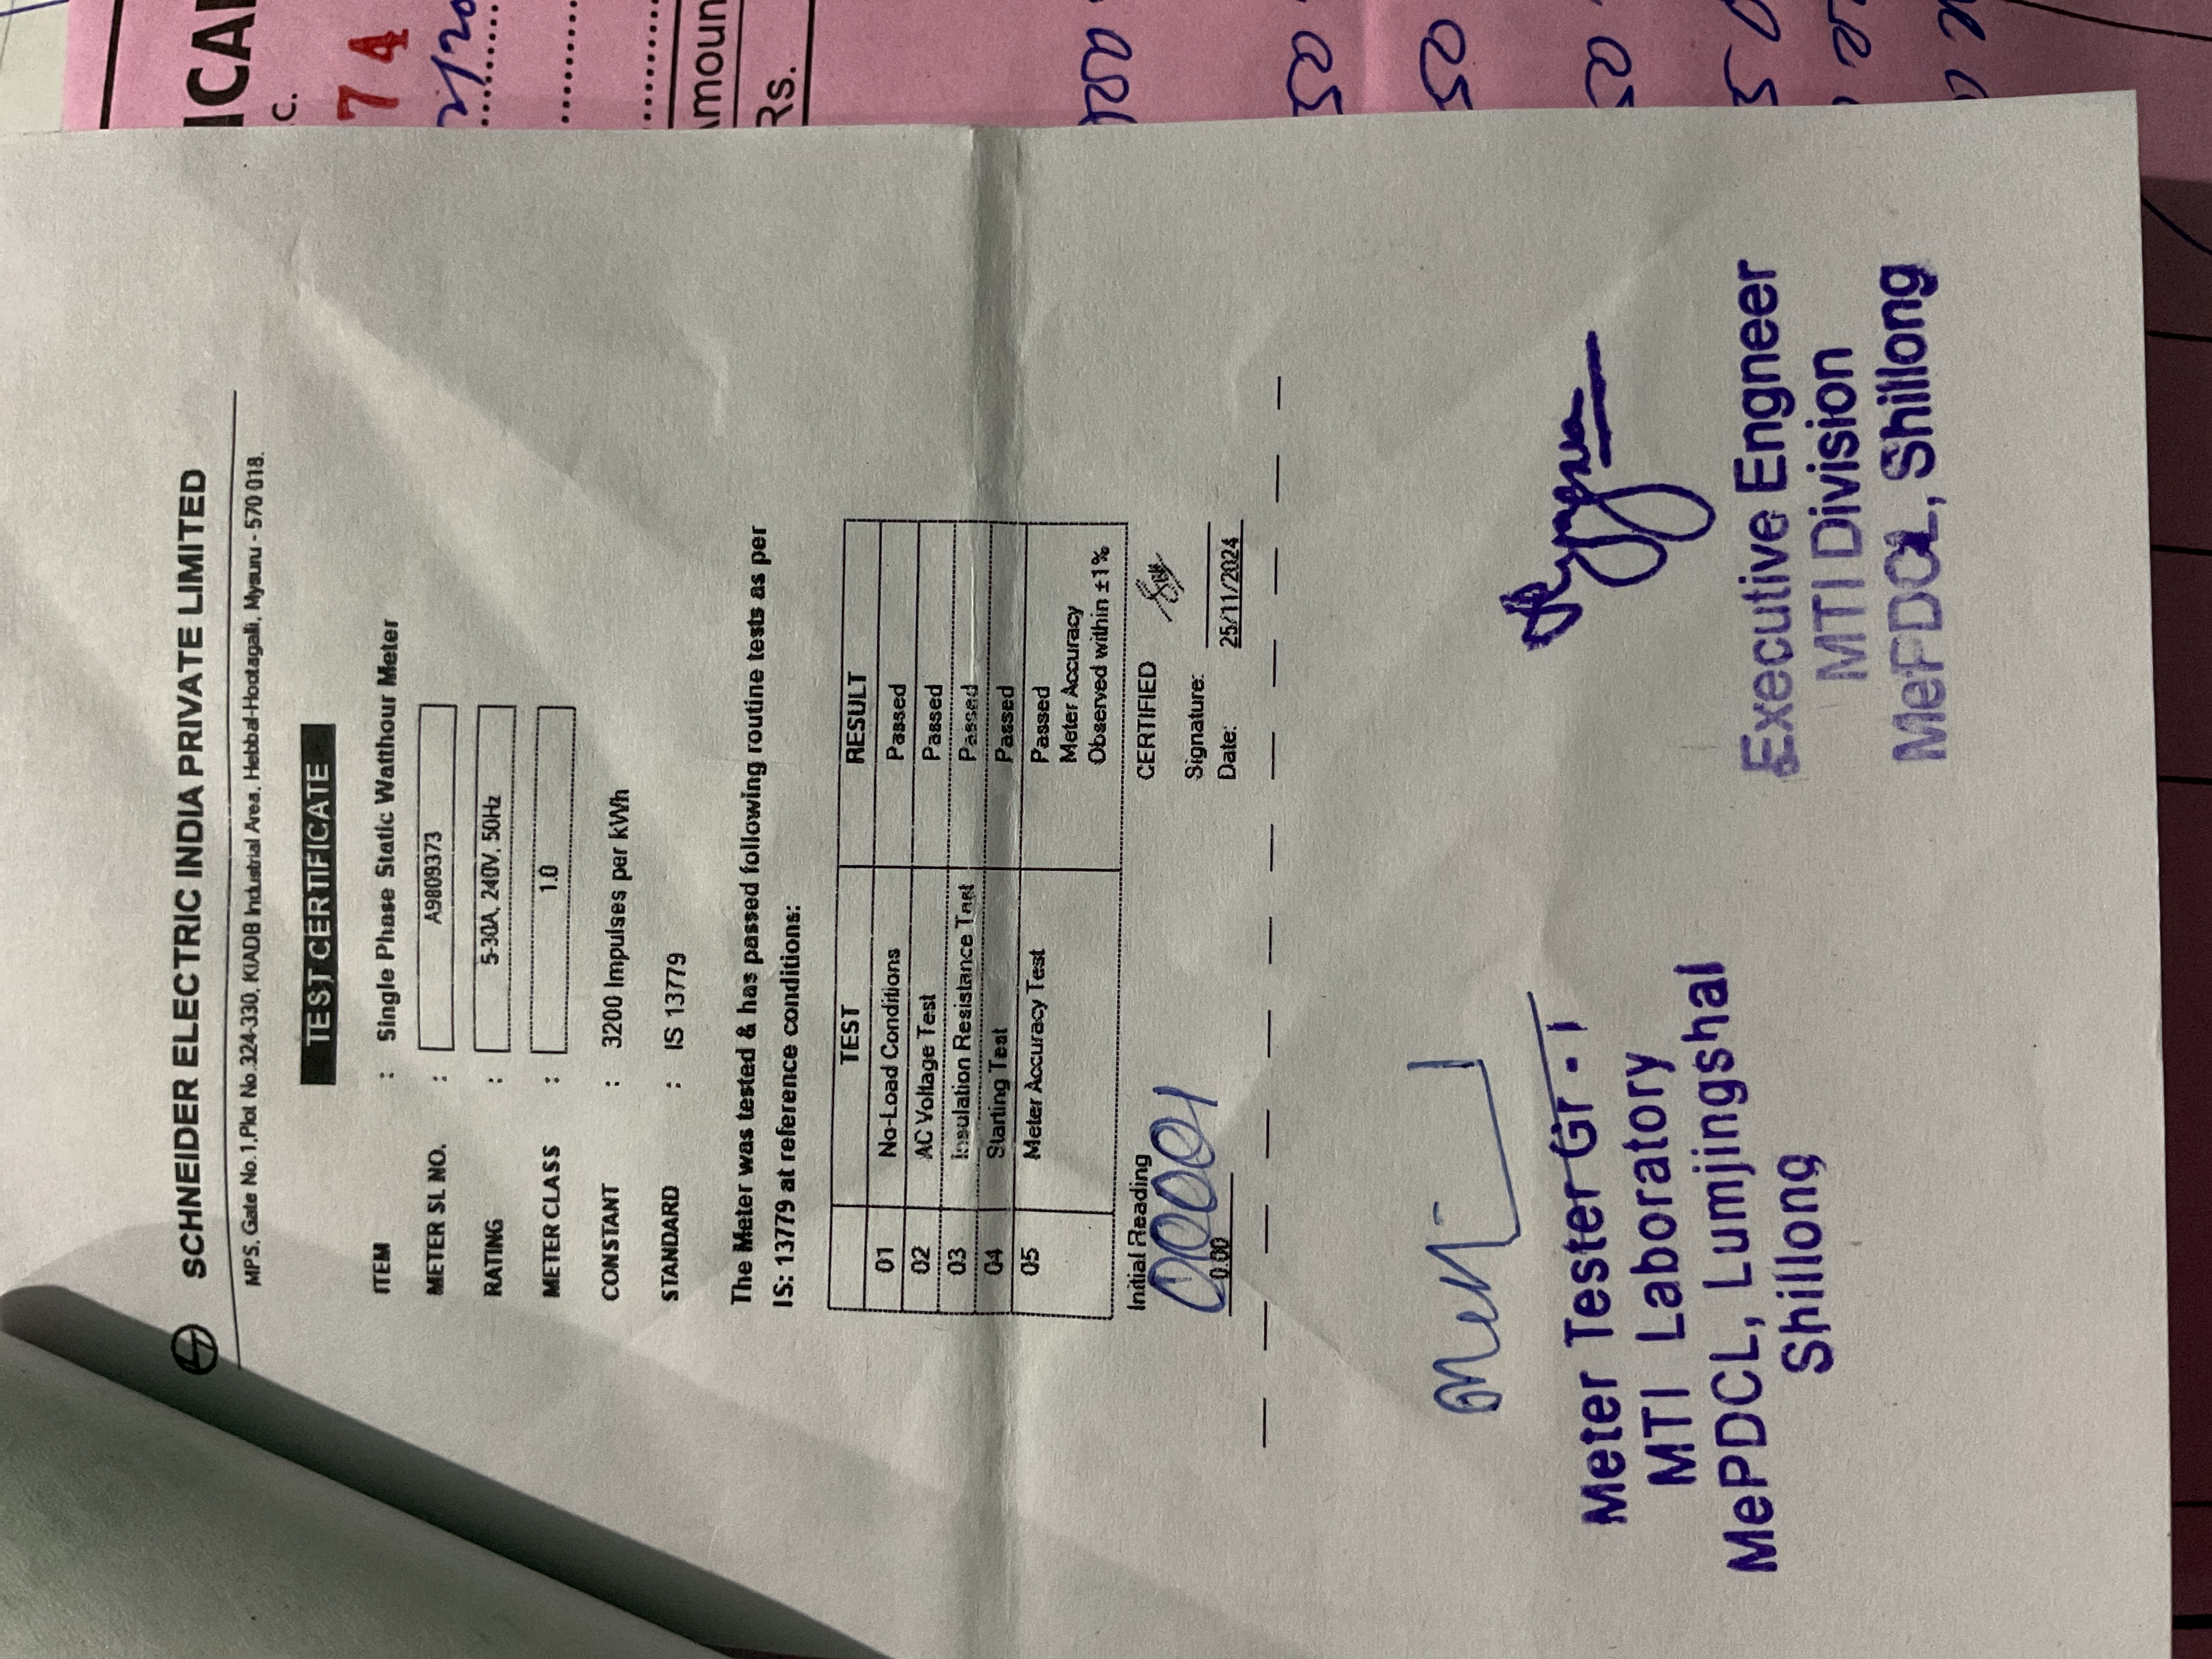 ICA
C.
7 4
Amoun
Rs.
SCHNEIDER ELECTRIC INDIA PRIVATE LIMITED
MPS, Gate No.1,Plot No.324-330, KIADB Industrial Area, Hebbal-Hootagalli, Mysuru - 570 018.
TEST CERTIFICATE
ITEM : Single Phase Static Watthour Meter
METER SL NO. : A9809373
RATING : 5-30A, 240V, 50Hz
METER CLASS : 1.0
CONSTANT : 3200 Impulses per kWh
STANDARD : IS 13779
The Meter was tested & has passed following routine tests as per
IS: 13779 at reference conditions:
TEST RESULT
01 No-Load Conditions Passed
02 AC Voltage Test Passed
03 Insulation Resistance Test Passed
04 Starting Test Passed
05 Meter Accuracy Test Passed
Meter Accuracy
Observed within ±1%
Initial Reading CERTIFIED
00001
0.00
Signature:
Date: 25/11/2024
Meter Tester Gr - I
MTI Laboratory
MePDCL, Lumjingshai
Shillong
Executive Engneer
MTI Division
MePDCL, Shillong